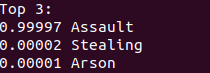 Top 3:
0.99997 Assault
0.00002 Stealing
0.00001 Arson